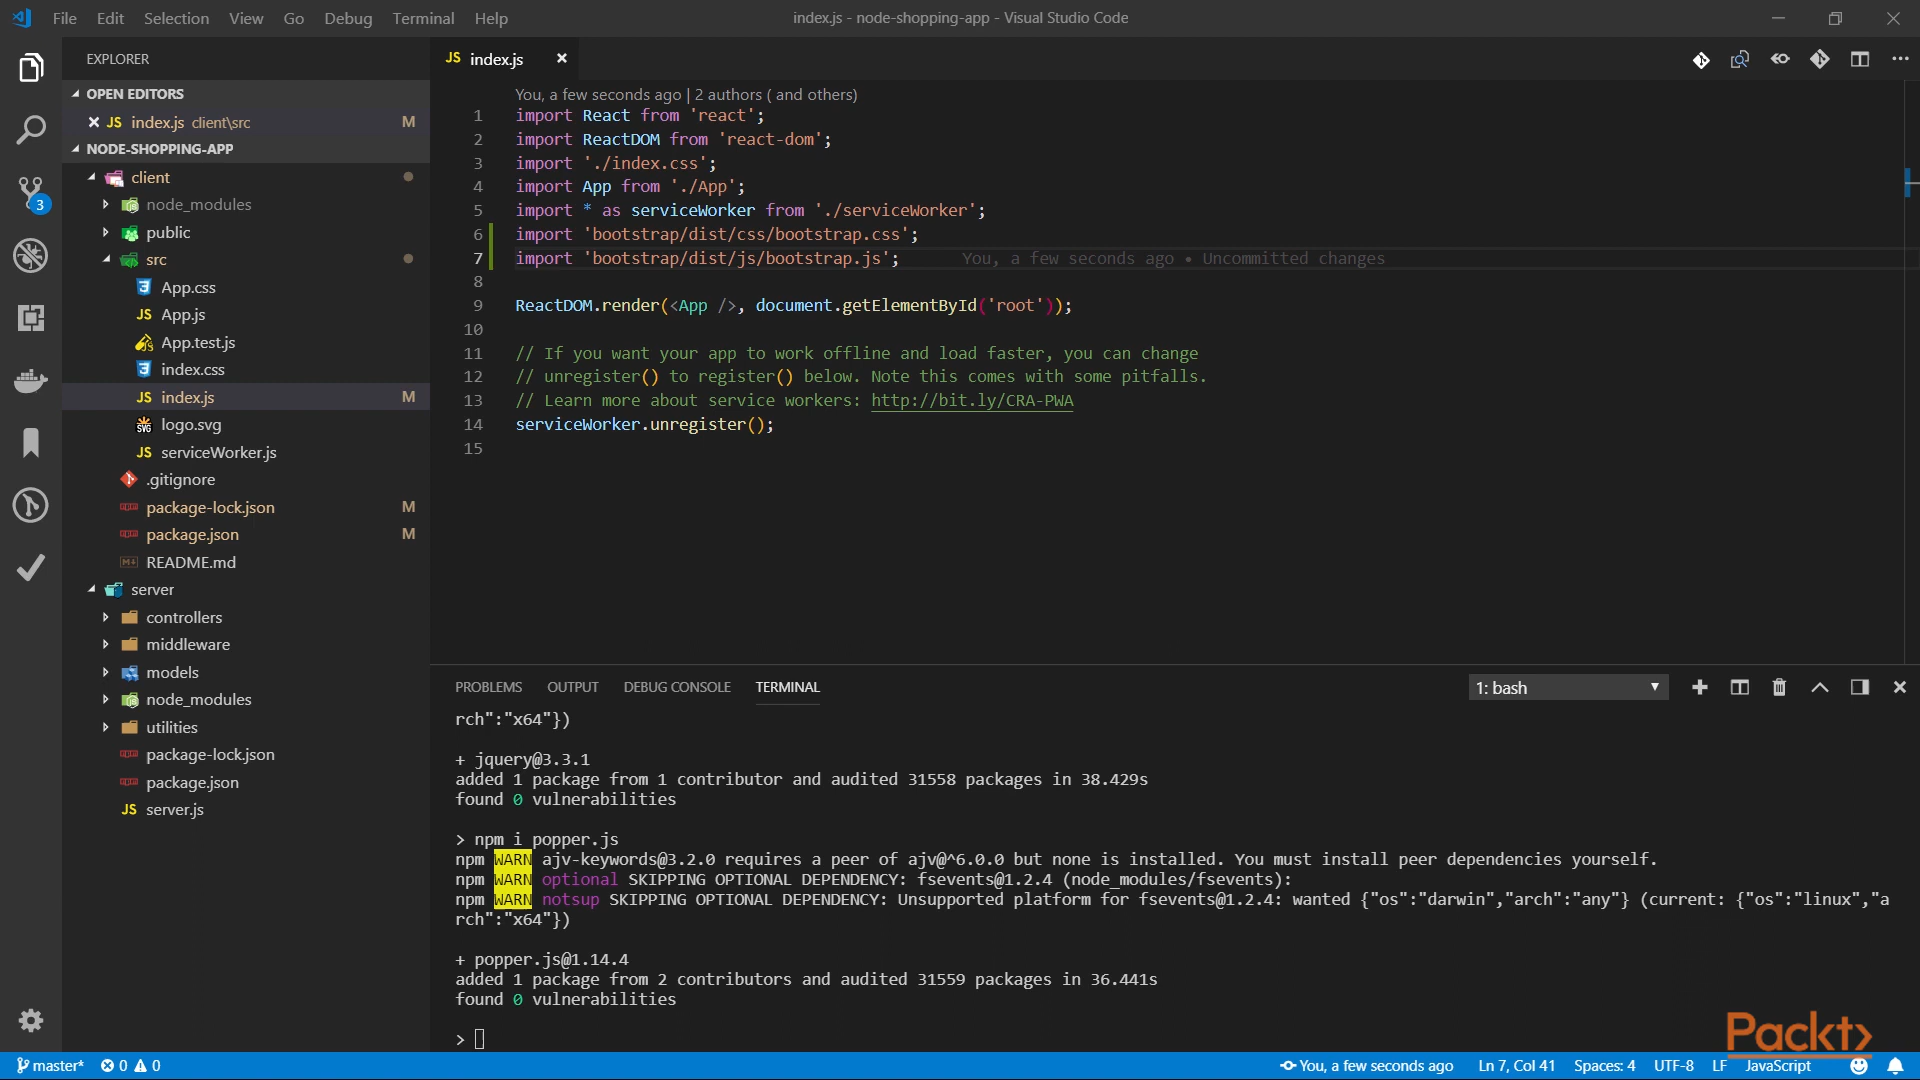 File Edit Selection View Go Debug Terminal Help
index.js - node-shopping-app - Visual Studio Code
EXPLORER
OPEN EDITORS
JS index.js client\src M
NODE-SHOPPING-APP
client
node_modules
public
src
App.css
JS App.js
App.test.js
index.css
JS index.js M
SVG logo.svg
JS serviceWorker.js
.gitignore
package-lock.json M
package.json M
README.md
server
controllers
middleware
models
node_modules
utilities
package-lock.json
package.json
JS server.js
3
JS index.js
You, a few seconds ago | 2 authors ( and others)
1 import React from 'react';
2 import ReactDOM from 'react-dom';
3 import './index.css';
4 import App from './App';
5 import * as serviceWorker from './serviceWorker';
6 import 'bootstrap/dist/css/bootstrap.css';
7 import 'bootstrap/dist/js/bootstrap.js'; You, a few seconds ago • Uncommitted changes
8
9 ReactDOM.render(<App />, document.getElementById('root'));
10
11 // If you want your app to work offline and load faster, you can change
12 // unregister() to register() below. Note this comes with some pitfalls.
13 // Learn more about service workers: http://bit.ly/CRA-PWA
14 serviceWorker.unregister();
15
PROBLEMS OUTPUT DEBUG CONSOLE TERMINAL
1: bash
rch":"x64"})
+ jquery@3.3.1
added 1 package from 1 contributor and audited 31558 packages in 38.429s
found 0 vulnerabilities
> npm i popper.js
npm WARN ajv-keywords@3.2.0 requires a peer of ajv@^6.0.0 but none is installed. You must install peer dependencies yourself.
npm WARN optional SKIPPING OPTIONAL DEPENDENCY: fsevents@1.2.4 (node_modules/fsevents):
npm WARN notsup SKIPPING OPTIONAL DEPENDENCY: Unsupported platform for fsevents@1.2.4: wanted {"os":"darwin","arch":"any"} (current: {"os":"linux","a
rch":"x64"})
+ popper.js@1.14.4
added 1 package from 2 contributors and audited 31559 packages in 36.441s
found 0 vulnerabilities
>
Packt>
master* 0 0
You, a few seconds ago Ln 7, Col 41 Spaces: 4 UTF-8 LF JavaScript